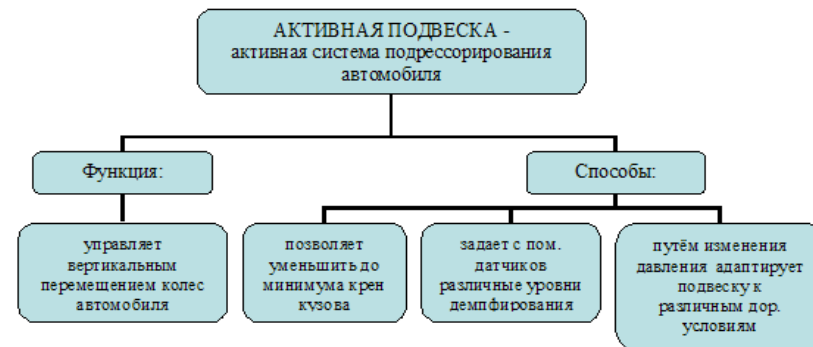 АКТИВНАЯ ПОДВЕСКА -
активная система подрессорирования
автомобиля
Функция:
Способы:
управляет
вертикальным
перемещением колес
автомобиля
позволяет
уменьшить до
минимума крен
кузова
задает с пом.
датчиков
различные уровни
демпфирования
путём изменения
давления адаптирует
подвеску к
различным дор.
условиям